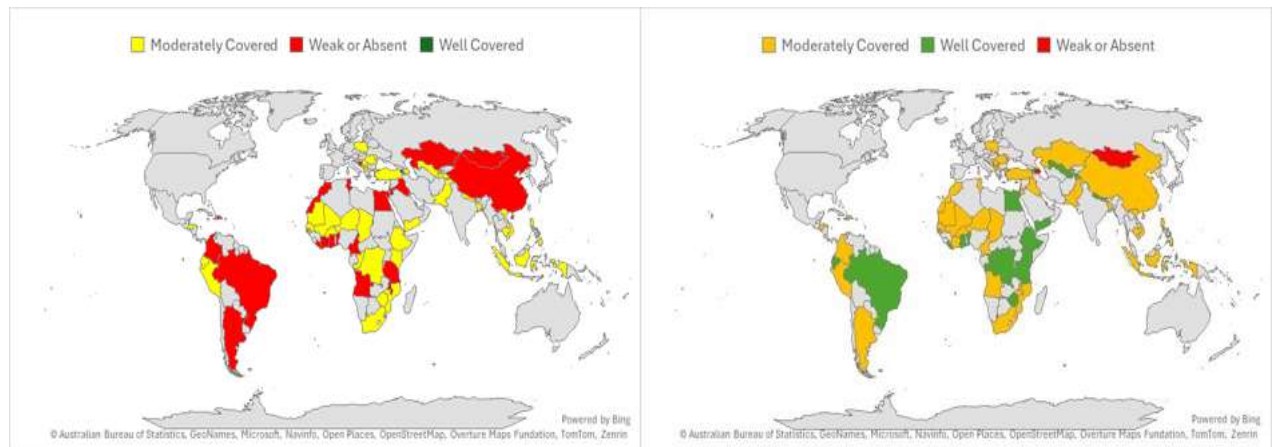 Moderately Covered Weak or Absent Well Covered
Powered by Bing
© Australian Bureau of Statistics, GeoNames, Microsoft, Navinfo, Open Places, OpenStreetMap, Overture Maps Fundation, TomTom, Zenrin
Moderately Covered Well Covered Weak or Absent
Powered by Bing
© Australian Bureau of Statistics, GeoNames, Microsoft, Navinfo, Open Places, OpenStreetMap, Overture Maps Fundation, TomTom, Zenrin